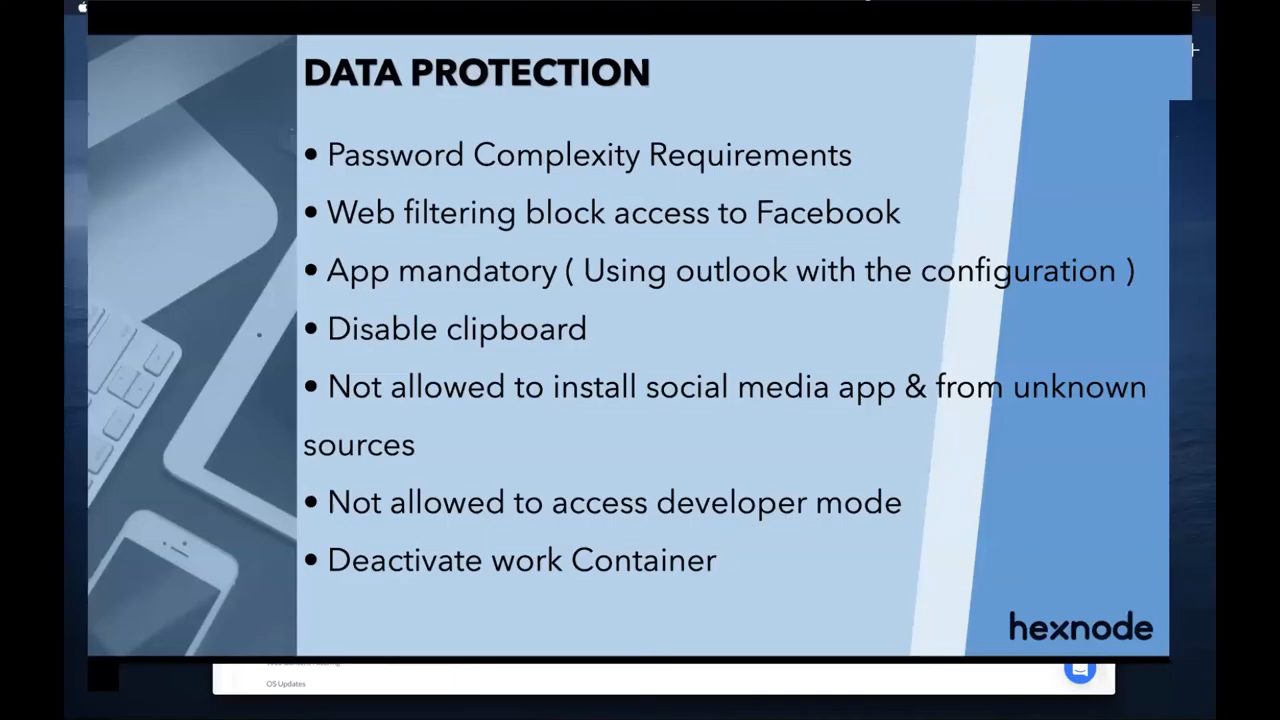 DATA PROTECTION
• Password Complexity Requirements
• Web filtering block access to Facebook
• App mandatory ( Using outlook with the configuration )
• Disable clipboard
• Not allowed to install social media app & from unknown
sources
• Not allowed to access developer mode
• Deactivate work Container
hexnode
OS Updates